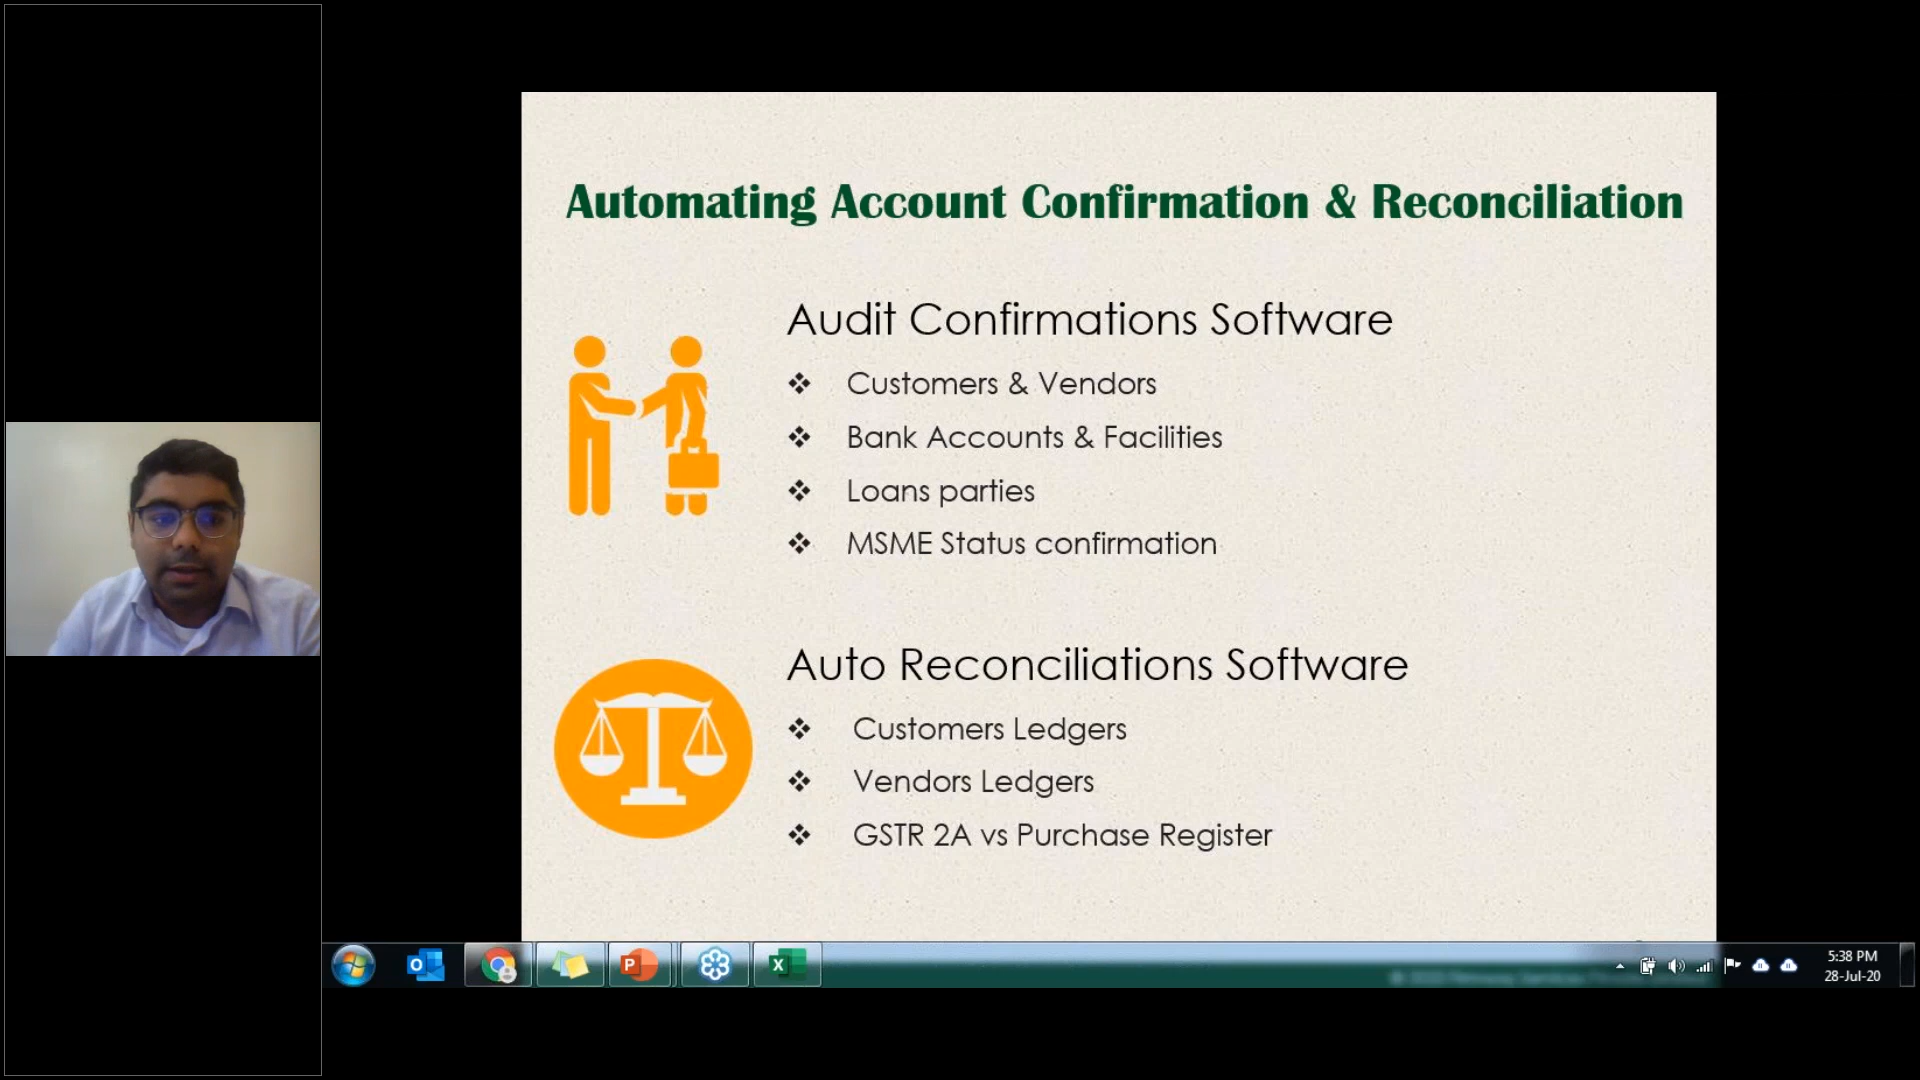 Automating Account Confirmation & Reconciliation
Audit Confirmations Software
❖ Customers & Vendors
❖ Bank Accounts & Facilities
❖ Loans parties
❖ MSME Status confirmation
Auto Reconciliations Software
❖ Customers Ledgers
❖ Vendors Ledgers
❖ GSTR 2A vs Purchase Register
5:38 PM
28-Jul-20